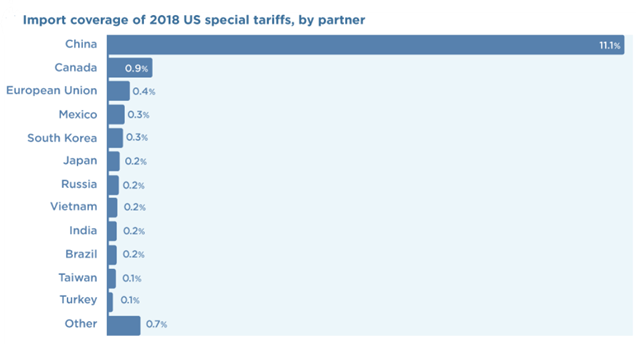 Import coverage of 2018 US special tariffs, by partner
China 11.1%
Canada 0.9%
European Union 0.4%
Mexico 0.3%
South Korea 0.3%
Japan 0.2%
Russia 0.2%
Vietnam 0.2%
India 0.2%
Brazil 0.2%
Taiwan 0.1%
Turkey 0.1%
Other 0.7%